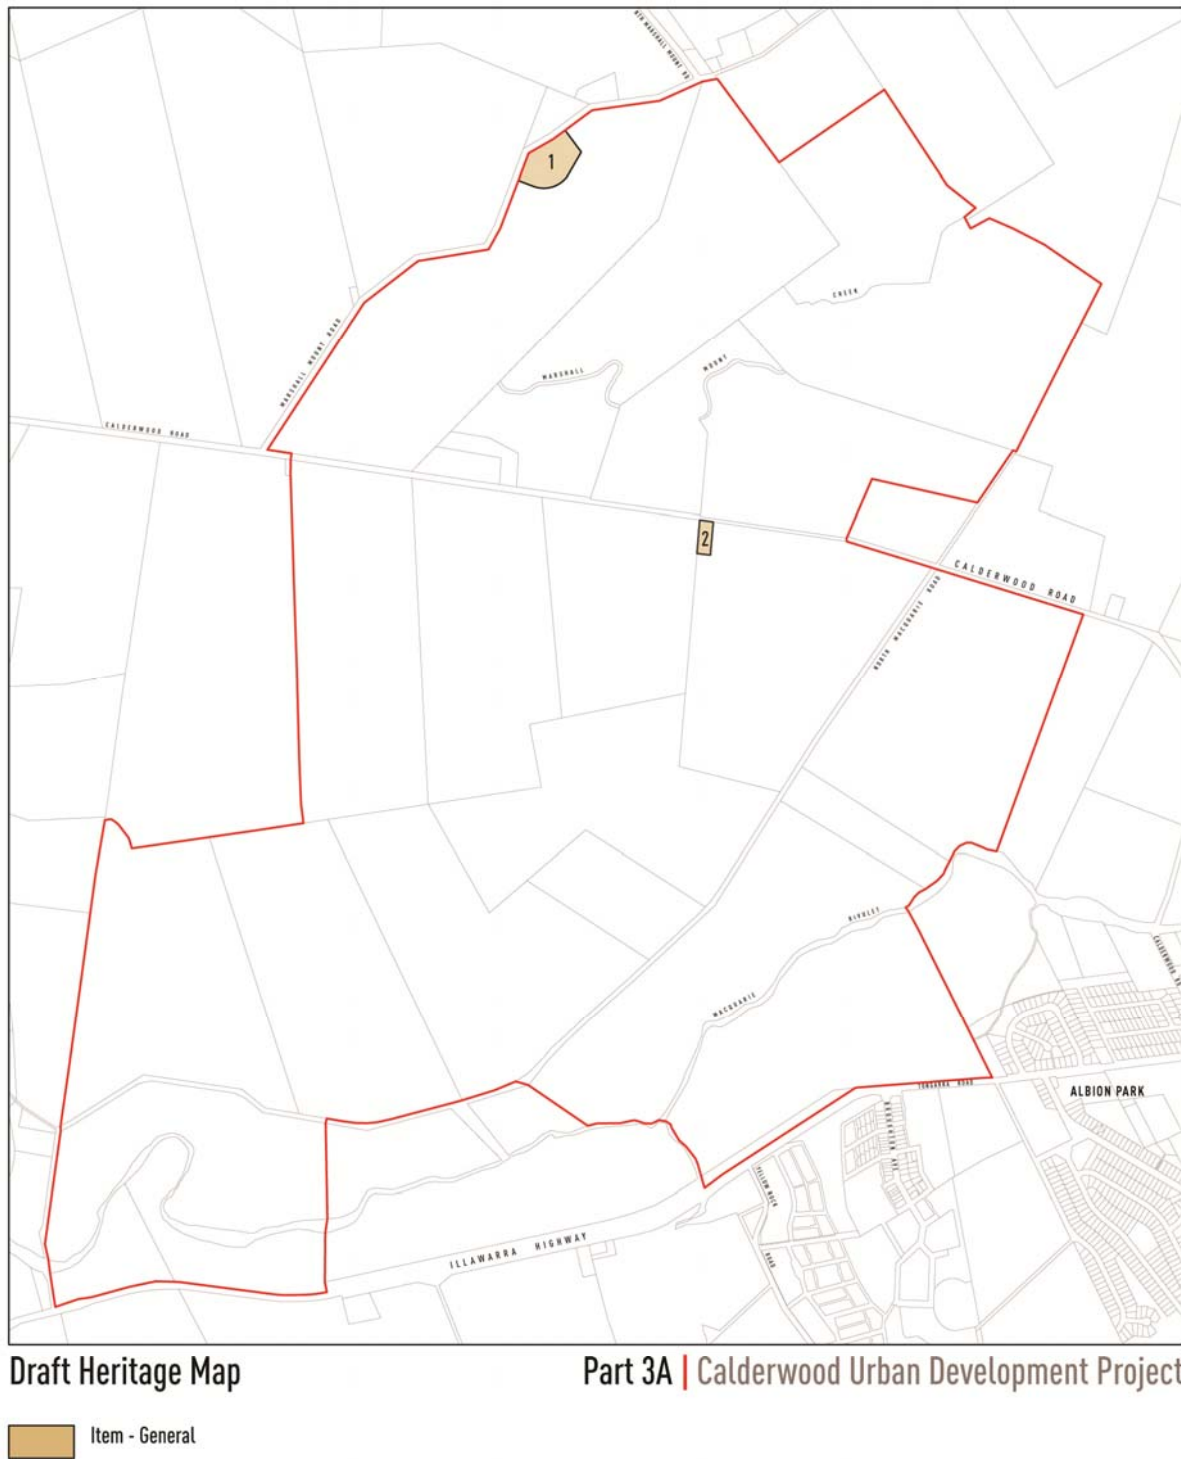 NTH MARSHALL MOUNT RD
1
CREEK
MARSHALL MOUNT ROAD
MARSHALL
MOUNT
CALDERWOOD ROAD
2
CALDERWOOD ROAD
NORTH MACQUARIE ROAD
RIVULET
CALDERWOOD RD
MACQUARIE
TONGARRA ROAD
ALBION PARK
YELLOW ROCK
ROAD
ILLAWARRA HIGHWAY
Draft Heritage Map
Part 3A | Calderwood Urban Development Project
Item - General